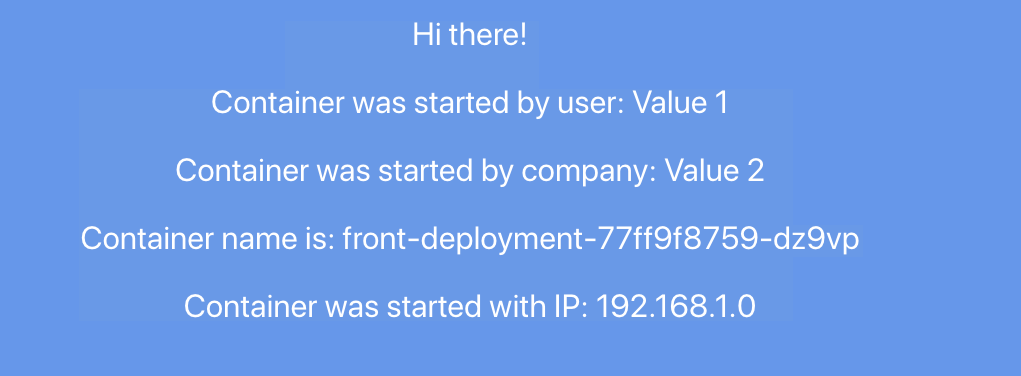 Hi there!
Container was started by user: Value 1
Container was started by company: Value 2
Container name is: front-deployment-77ff9f8759-dz9vp
Container was started with IP: 192.168.1.0